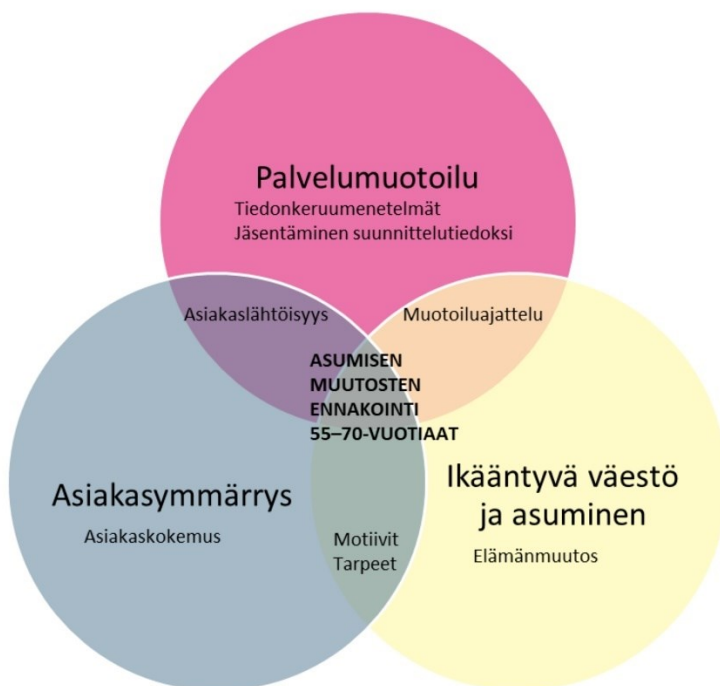 Palvelumuotoilu
Tiedonkeruumenetelmät
Jäsentäminen suunnittelutiedoksi
Asiakaslähtöisyys
Muotoiluajattelu
ASUMISEN
MUUTOSTEN
ENNAKOINTI
55–70-VUOTIAAT
Asiakasymmärrys
Asiakaskokemus
Motiivit
Tarpeet
Ikääntyvä väestö
ja asuminen
Elämänmuutos